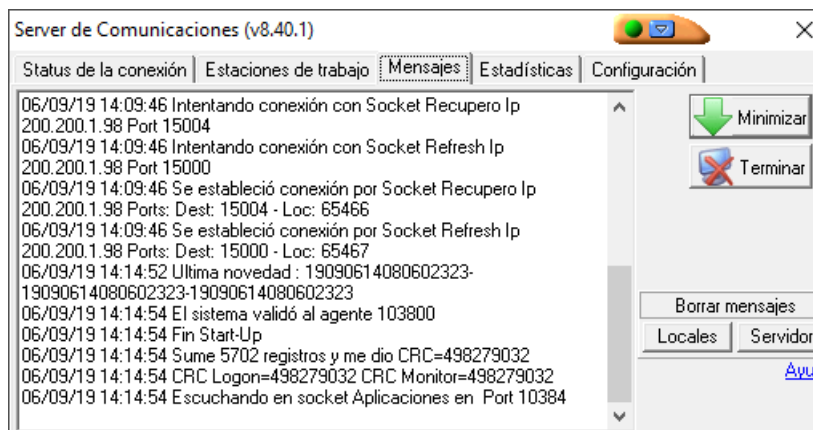 Server de Comunicaciones (v8.40.1)
Status de la conexión Estaciones de trabajo Mensajes Estadísticas Configuración
06/09/19 14:09:46 Intentando conexión con Socket Recupero Ip
200.200.1.98 Port 15004
06/09/19 14:09:46 Intentando conexión con Socket Refresh Ip
200.200.1.98 Port 15000
06/09/19 14:09:46 Se estableció conexión por Socket Recupero Ip
200.200.1.98 Ports: Dest: 15004 - Loc: 65466
06/09/19 14:09:46 Se estableció conexión por Socket Refresh Ip
200.200.1.98 Ports: Dest: 15000 - Loc: 65467
06/09/19 14:14:52 Ultima novedad : 19090614080602323-
19090614080602323-19090614080602323
06/09/19 14:14:54 El sistema validó al agente 103800
06/09/19 14:14:54 Fin Start-Up
06/09/19 14:14:54 Sume 5702 registros y me dio CRC=498279032
06/09/19 14:14:54 CRC Logon=498279032 CRC Monitor=498279032
06/09/19 14:14:54 Escuchando en socket Aplicaciones en  Port 10384
Minimizar
Terminar
Borrar mensajes
Locales Servidor
Ayu